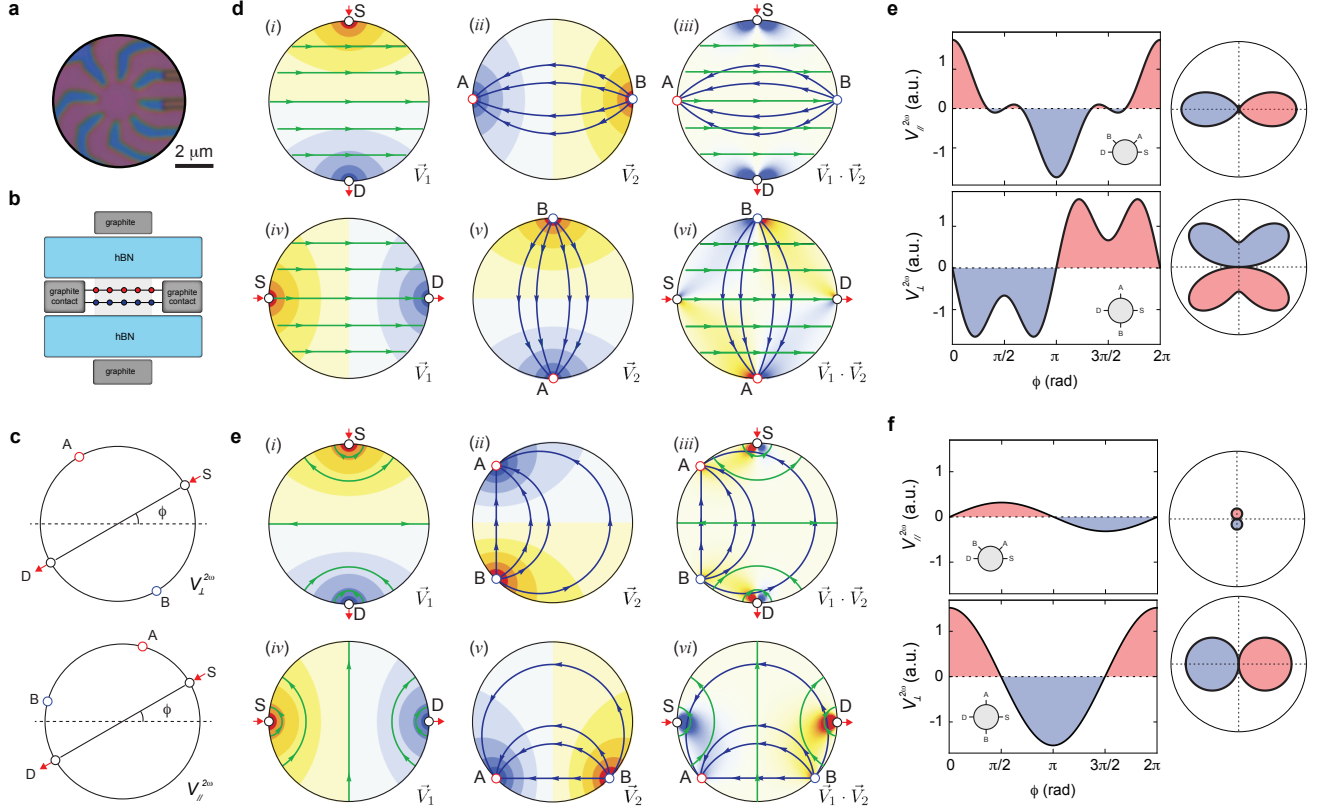 a
2 μm
b
graphite
hBN
graphite contact
graphite contact
hBN
graphite
c
A
S
ϕ
D
B
V⊥^2ω
A
S
B
ϕ
D
V//^2ω
d
(i)
S
D
V⃗1
(ii)
A
B
V⃗2
(iii)
S
A
B
D
V⃗1 · V⃗2
(iv)
S
D
V⃗1
(v)
B
A
V⃗2
(vi)
B
S
D
A
V⃗1 · V⃗2
e
(i)
S
D
V⃗1
(ii)
A
B
V⃗2
(iii)
S
A
B
D
V⃗1 · V⃗2
(iv)
S
D
V⃗1
(v)
A
B
V⃗2
(vi)
S
D
A
B
V⃗1 · V⃗2
e
V//^2ω (a.u.)
1
0
-1
B
A
D
S
V⊥^2ω (a.u.)
1
0
-1
A
D
S
B
0
π/2
π
3π/2
2π
ϕ (rad)
f
V//^2ω (a.u.)
1
0
-1
B
A
D
S
V⊥^2ω (a.u.)
1
0
-1
A
D
S
B
0
π/2
π
3π/2
2π
ϕ (rad)